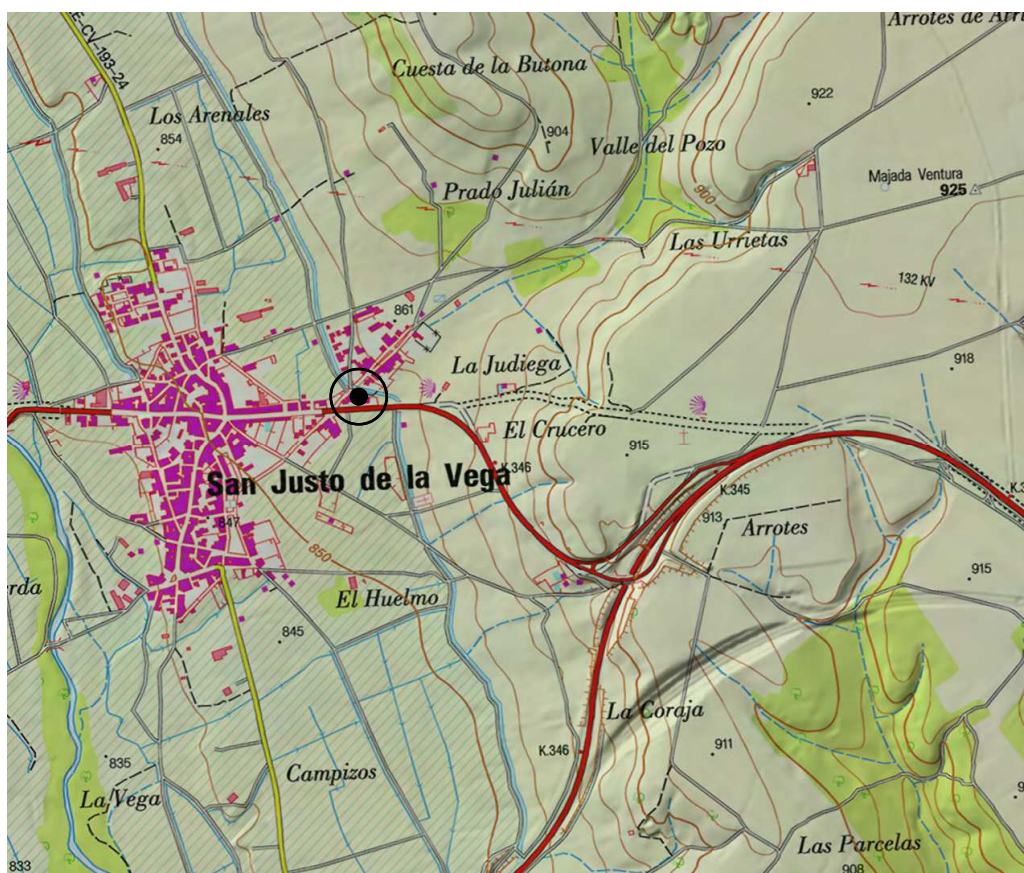 E-CV-193-24
Arrotes de Arri
Cuesta de la Butona
922
Los Arenales
854
904
Valle del Pozo
Majada Ventura
925
Prado Julián
900
Las Urrietas
132 KV
861
La Judiega
918
El Crucero
915
K.346
San Justo de la Vega
K.345
913
847
Arrotes
850
915
erda
El Huelmo
845
La Coraja
911
K.346
835
Campizos
La Vega
Las Parcelas
833
908